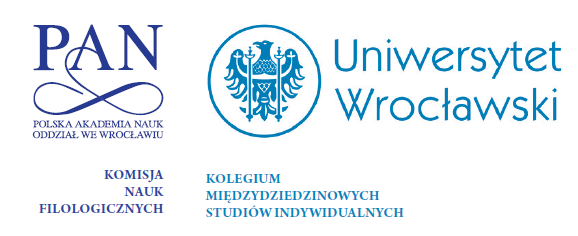 PAN
POLSKA AKADEMIA NAUK
ODDZIAŁ WE WROCŁAWIU
KOMISJA
NAUK
FILOLOGICZNYCH
Uniwersytet
Wrocławski
KOLEGIUM
MIĘDZYDZIEDZINOWYCH
STUDIÓW INDYWIDUALNYCH